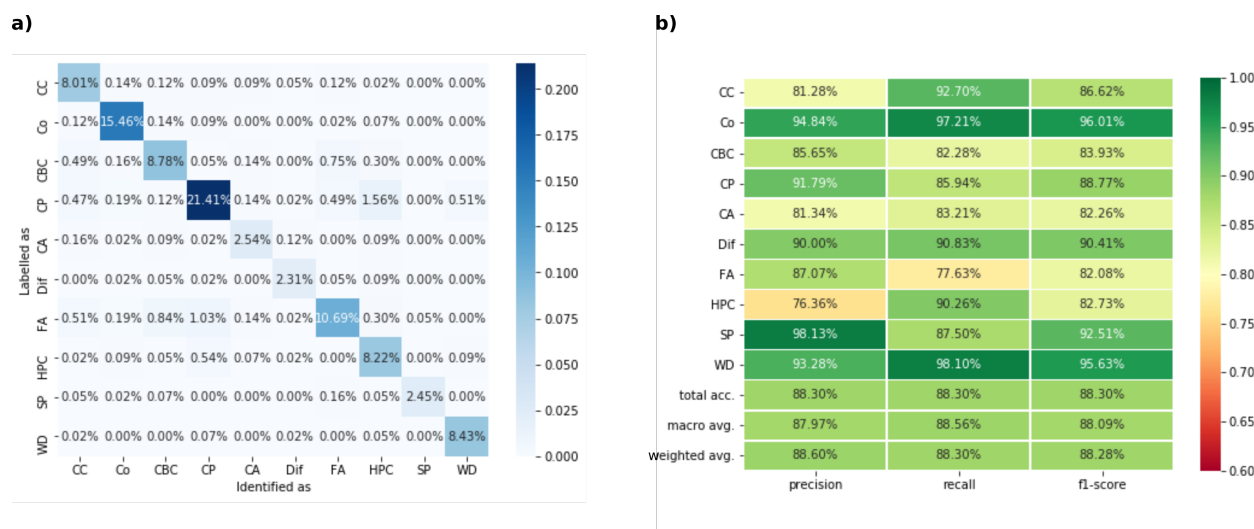 a)
CC 8.01% 0.14% 0.12% 0.09% 0.09% 0.05% 0.12% 0.02% 0.00% 0.00%
Co 0.12% 15.46% 0.14% 0.09% 0.00% 0.00% 0.02% 0.07% 0.00% 0.00%
CBC 0.49% 0.16% 8.78% 0.05% 0.14% 0.00% 0.75% 0.30% 0.00% 0.00%
CP 0.47% 0.19% 0.12% 21.41% 0.14% 0.02% 0.49% 1.56% 0.00% 0.51%
CA 0.16% 0.02% 0.09% 0.02% 2.54% 0.12% 0.00% 0.09% 0.00% 0.00%
Dif 0.00% 0.02% 0.05% 0.02% 0.00% 2.31% 0.05% 0.09% 0.00% 0.00%
FA 0.51% 0.19% 0.84% 1.03% 0.14% 0.02% 10.69% 0.30% 0.05% 0.00%
HPC 0.02% 0.09% 0.05% 0.54% 0.07% 0.02% 0.00% 8.22% 0.00% 0.09%
SP 0.05% 0.02% 0.07% 0.00% 0.00% 0.00% 0.16% 0.05% 2.45% 0.00%
WD 0.02% 0.00% 0.00% 0.07% 0.00% 0.02% 0.00% 0.05% 0.00% 8.43%
CC Co CBC CP CA Dif FA HPC SP WD
Identified as
Labelled as
0.200
0.175
0.150
0.125
0.100
0.075
0.050
0.025
0.000
b)
CC 81.28% 92.70% 86.62%
Co 94.84% 97.21% 96.01%
CBC 85.65% 82.28% 83.93%
CP 91.79% 85.94% 88.77%
CA 81.34% 83.21% 82.26%
Dif 90.00% 90.83% 90.41%
FA 87.07% 77.63% 82.08%
HPC 76.36% 90.26% 82.73%
SP 98.13% 87.50% 92.51%
WD 93.28% 98.10% 95.63%
total acc. 88.30% 88.30% 88.30%
macro avg. 87.97% 88.56% 88.09%
weighted avg. 88.60% 88.30% 88.28%
precision recall f1-score
1.00
0.95
0.90
0.85
0.80
0.75
0.70
0.65
0.60